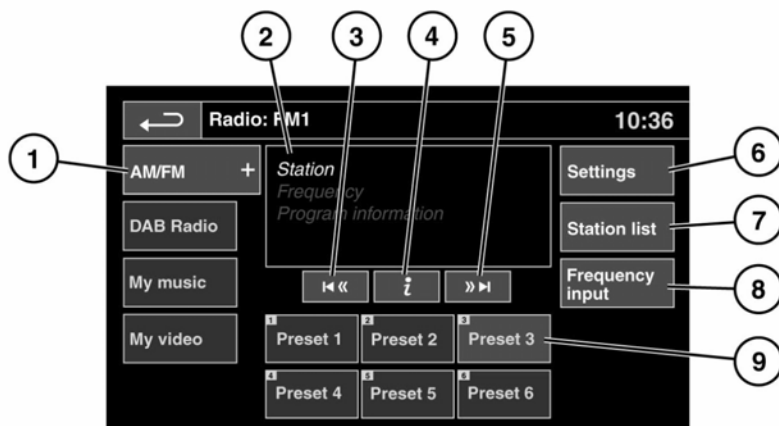 2 3 4 5
Radio: FM1 10:36
1
AM/FM +
Station
Frequency
Program information
Settings
6
DAB Radio
Station list
7
My music
i
Frequency
input
8
My video
1 Preset 1
2 Preset 2
3 Preset 3
9
4 Preset 4
5 Preset 5
6 Preset 6